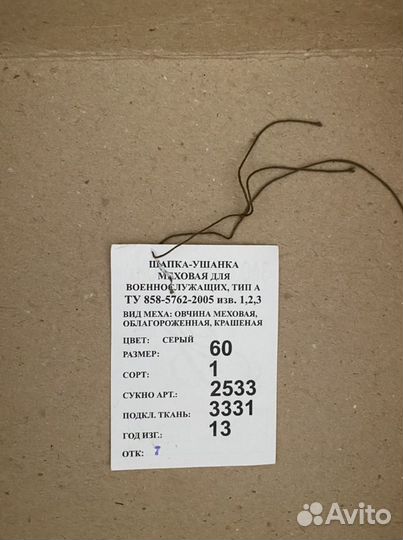 ШАПКА-УШАНКА
МЕХОВАЯ ДЛЯ
ВОЕННОСЛУЖАЩИХ, ТИП А
ТУ 858-5762-2005 изв. 1,2,3
ВИД МЕХА: ОВЧИНА МЕХОВАЯ,
ОБЛАГОРОЖЕННАЯ, КРАШЕНАЯ
ЦВЕТ: СЕРЫЙ
РАЗМЕР: 60
СОРТ: 1
СУКНО АРТ.: 2533
ПОДКЛ. ТКАНЬ: 3331
ГОД ИЗГ.: 13
ОТК: 7
Avito